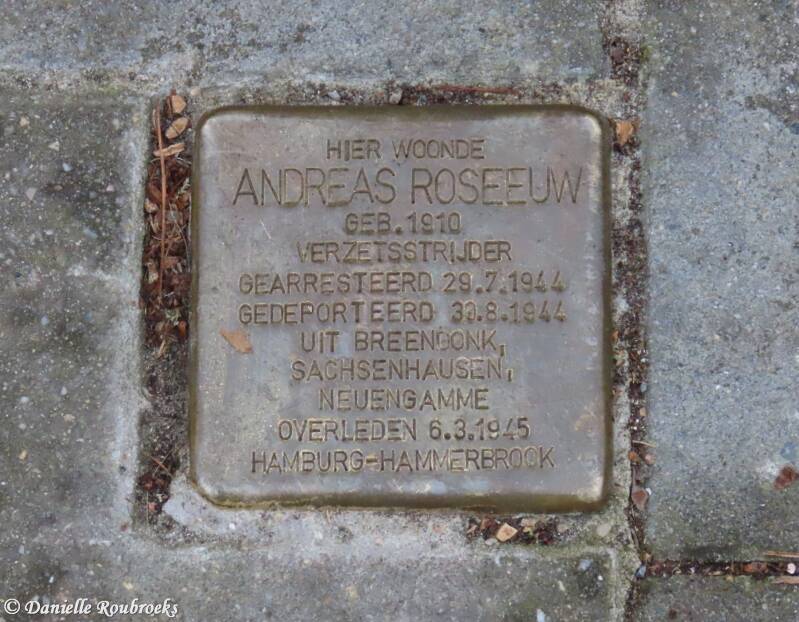 HIER WOONDE
ANDREAS ROSEEUW
GEB. 1910
VERZETSSTRIJDER
GEARRESTEERD 29.7.1944
GEDEPORTEERD 30.8.1944
UIT BREENDONK,
SACHSENHAUSEN,
NEUENGAMME
OVERLEDEN 6.3.1945
HAMBURG-HAMMERBROOK
© Danielle Roubroeks